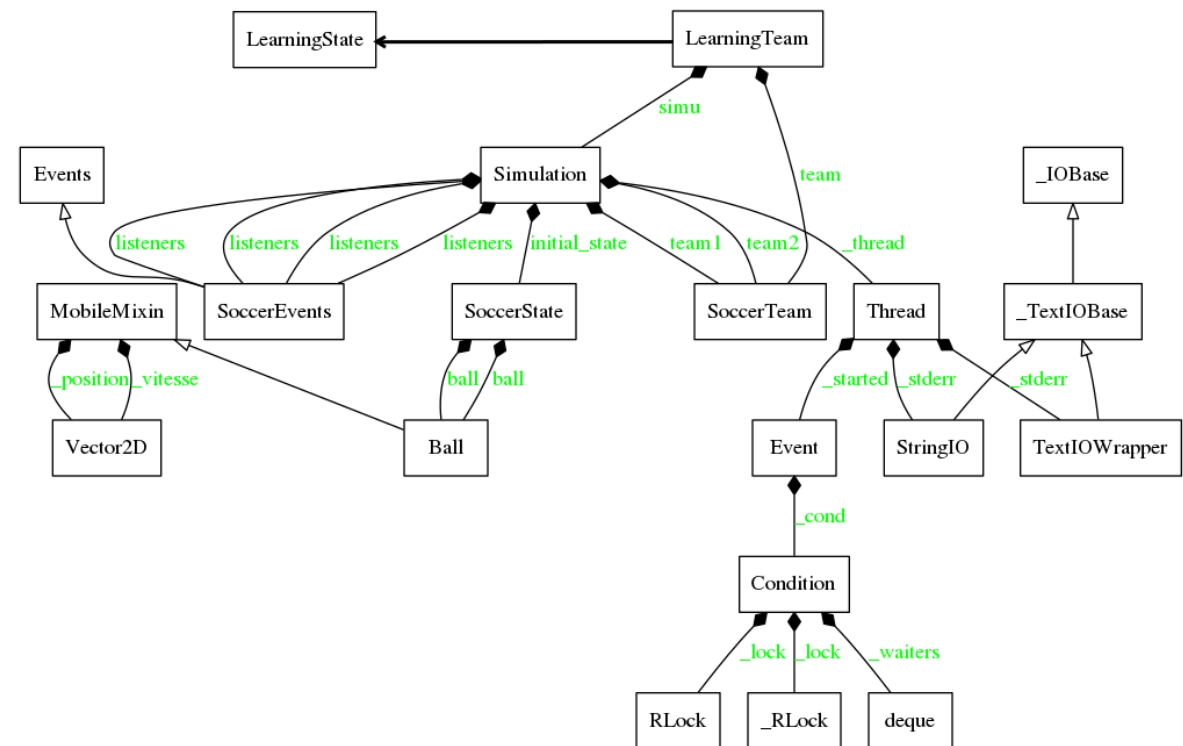 LearningState
LearningTeam
simu
Events
Simulation
team
_IOBase
listeners
listeners
listeners
listeners
initial_state
team1
team2
_thread
MobileMixin
SoccerEvents
SoccerState
SoccerTeam
Thread
_TextIOBase
_position
_vitesse
ball
ball
_started
_stderr
_stderr
Vector2D
Ball
Event
StringIO
TextIOWrapper
_cond
Condition
_lock
_lock
_waiters
RLock
_RLock
deque